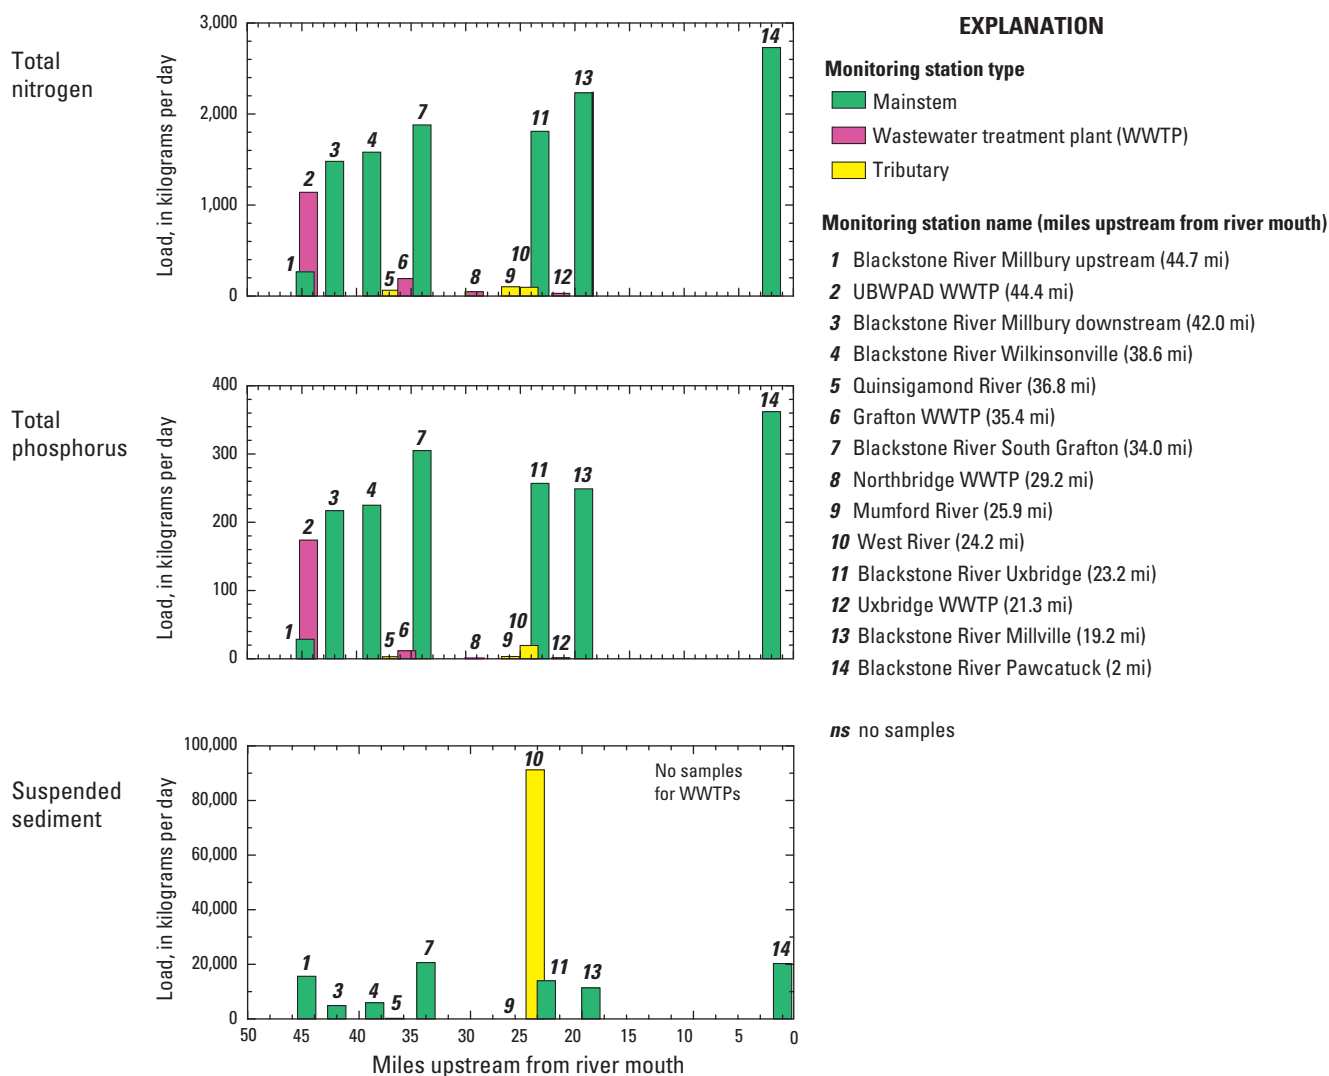 Total
nitrogen
Load, in kilograms per day
3,000
2,000
1,000
0
1
2
3
4
5
6
7
8
9
10
11
12
13
14
Total
phosphorus
Load, in kilograms per day
400
300
200
100
0
1
2
3
4
5
6
7
8
9
10
11
12
13
14
Suspended
sediment
Load, in kilograms per day
100,000
80,000
60,000
40,000
20,000
0
1
3
4
5
7
9
10
11
13
14
No samples
for WWTPs
50 45 40 35 30 25 20 15 10 5 0
Miles upstream from river mouth
EXPLANATION
Monitoring station type
Mainstem
Wastewater treatment plant (WWTP)
Tributary
Monitoring station name (miles upstream from river mouth)
1 Blackstone River Millbury upstream (44.7 mi)
2 UBWPAD WWTP (44.4 mi)
3 Blackstone River Millbury downstream (42.0 mi)
4 Blackstone River Wilkinsonville (38.6 mi)
5 Quinsigamond River (36.8 mi)
6 Grafton WWTP (35.4 mi)
7 Blackstone River South Grafton (34.0 mi)
8 Northbridge WWTP (29.2 mi)
9 Mumford River (25.9 mi)
10 West River (24.2 mi)
11 Blackstone River Uxbridge (23.2 mi)
12 Uxbridge WWTP (21.3 mi)
13 Blackstone River Millville (19.2 mi)
14 Blackstone River Pawcatuck (2 mi)
ns no samples